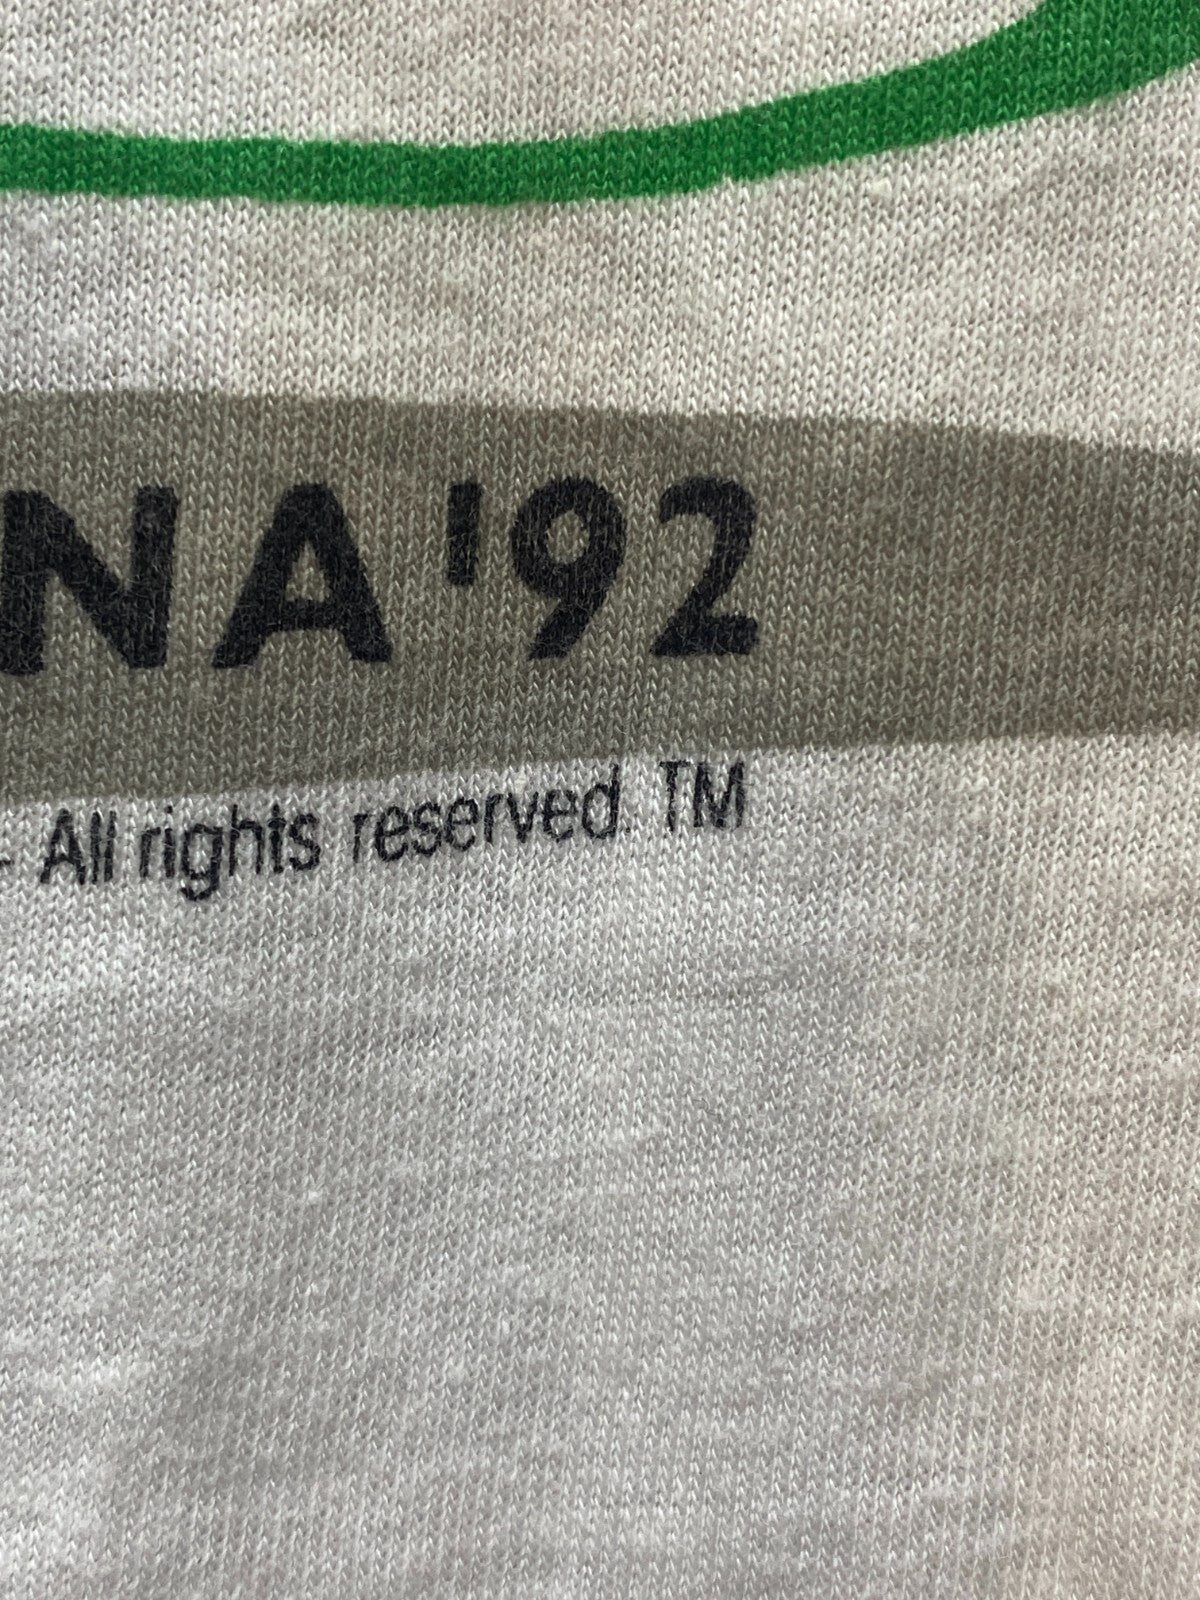 NA '92
- All rights reserved. TM